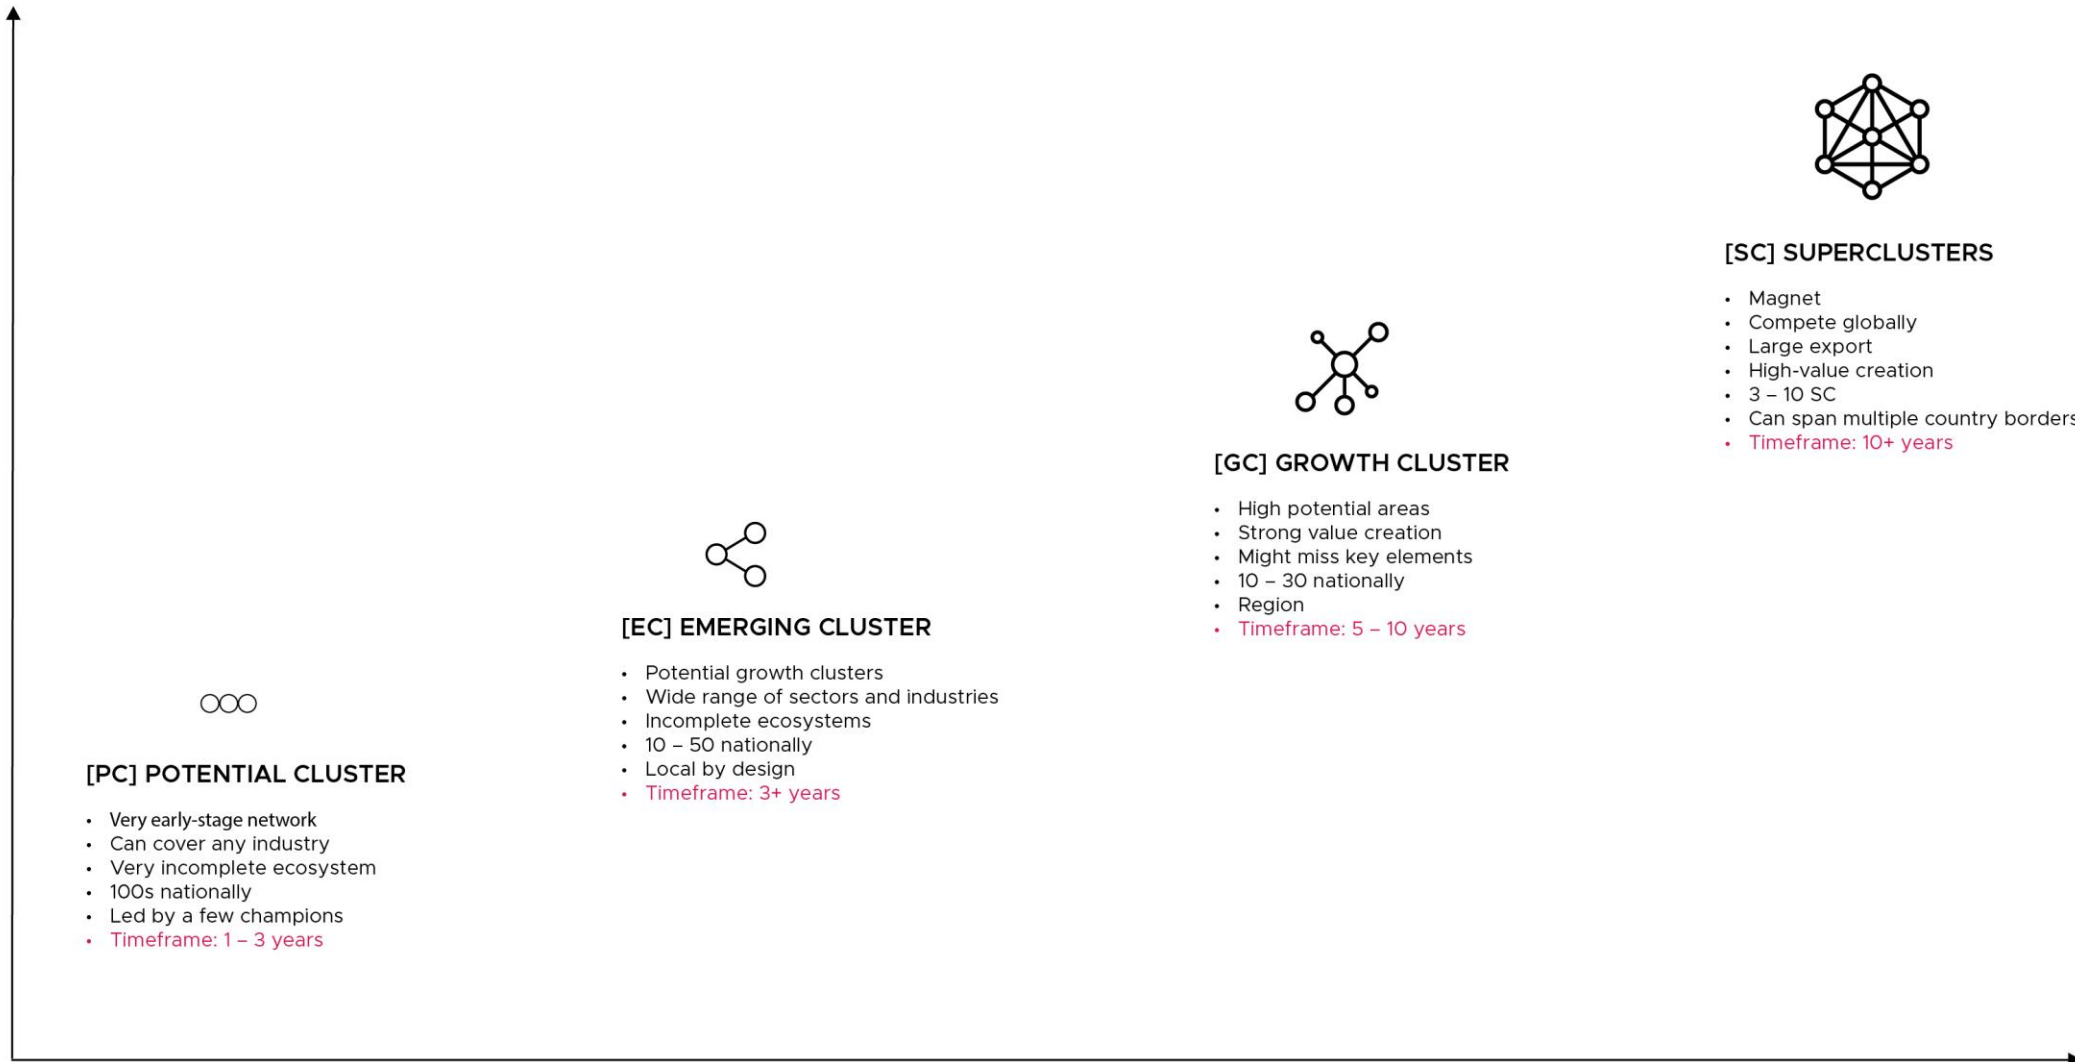 [SC] SUPERCLUSTERS
• Magnet
• Compete globally
• Large export
• High-value creation
• 3 – 10 SC
• Can span multiple country borders
• Timeframe: 10+ years
[GC] GROWTH CLUSTER
• High potential areas
• Strong value creation
• Might miss key elements
• 10 – 30 nationally
• Region
• Timeframe: 5 – 10 years
[EC] EMERGING CLUSTER
• Potential growth clusters
• Wide range of sectors and industries
• Incomplete ecosystems
• 10 – 50 nationally
• Local by design
• Timeframe: 3+ years
[PC] POTENTIAL CLUSTER
• Very early-stage network
• Can cover any industry
• Very incomplete ecosystem
• 100s nationally
• Led by a few champions
• Timeframe: 1 – 3 years